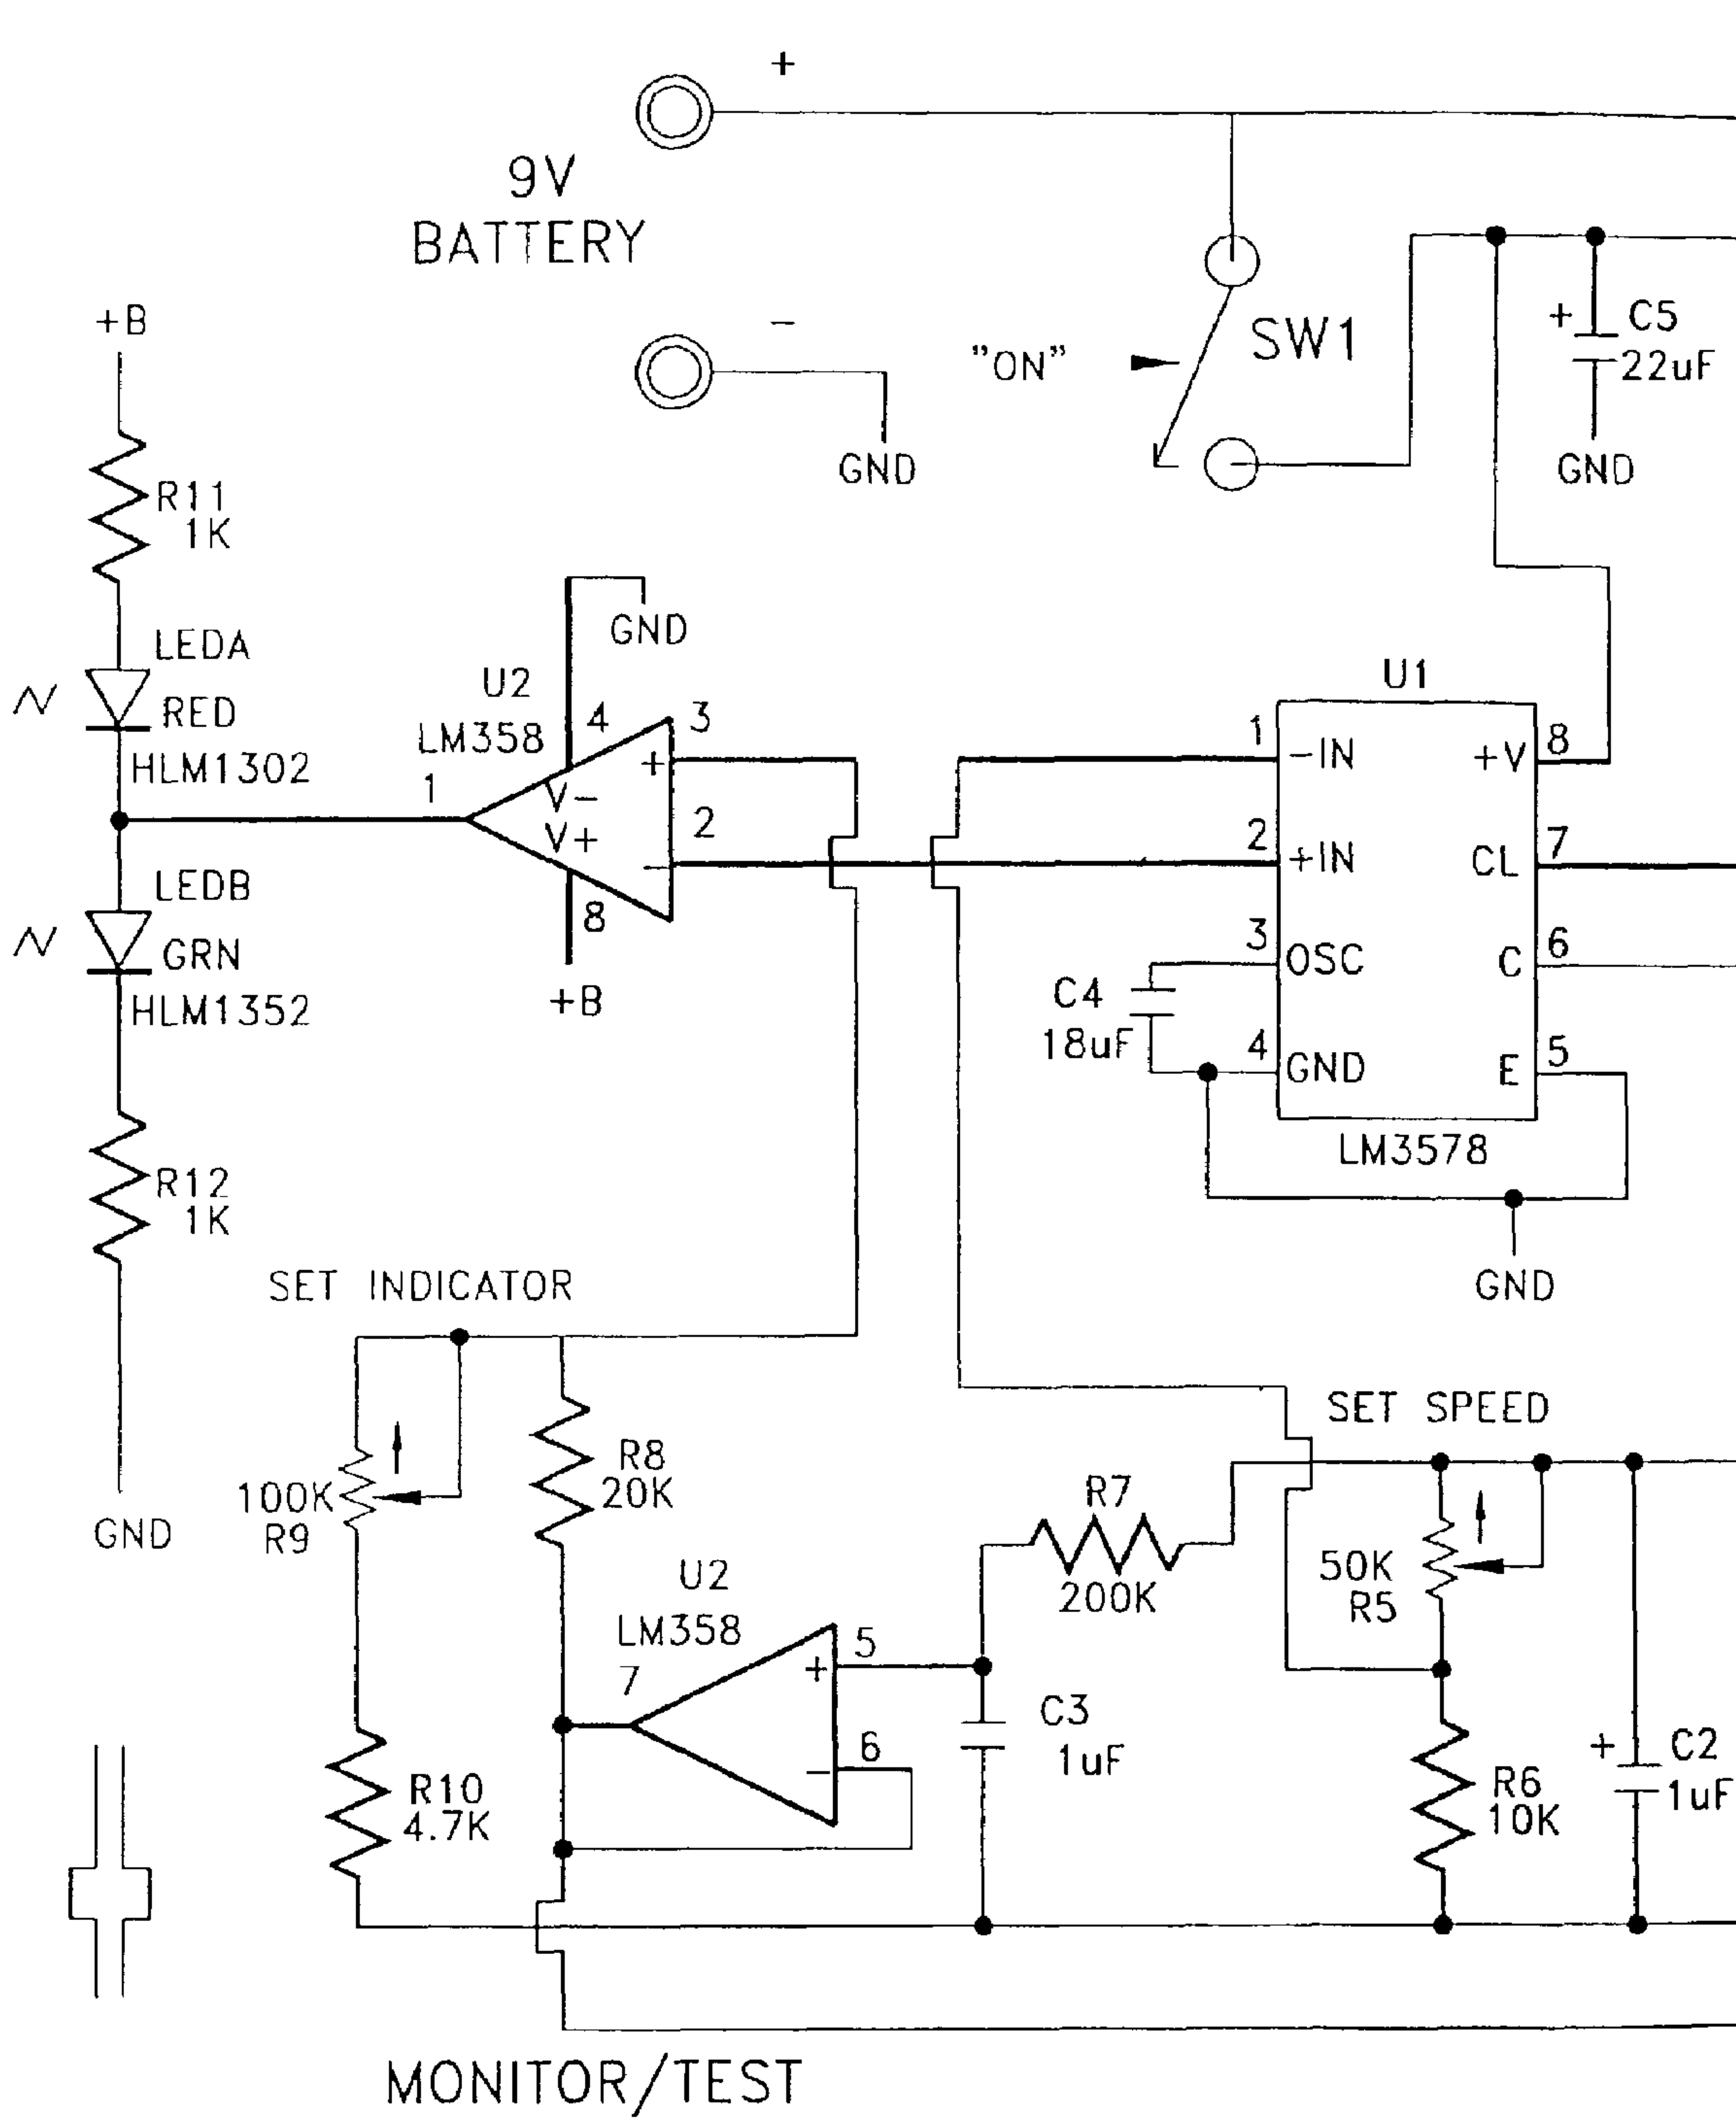 +
9V
BATTERY
-
GND
"ON"
SW1
+ C5
22uF
GND
+B
R11
1K
LEDA
RED
HLM1302
LEDB
GRN
HLM1352
R12
1K
GND
GND
U2
LM358
4
3
+
1
V-
V+
2
-
8
+B
U1
1
-IN
+V
8
2
+IN
CL
7
3
OSC
C
6
C4
18uF
4
GND
E
5
LM3578
GND
SET INDICATOR
100K
R9
R8
20K
SET SPEED
R7
200K
50K
R5
U2
LM358
7
+
5
6
-
C3
1uF
R10
4.7K
R6
10K
+ C2
1uF
MONITOR/TEST